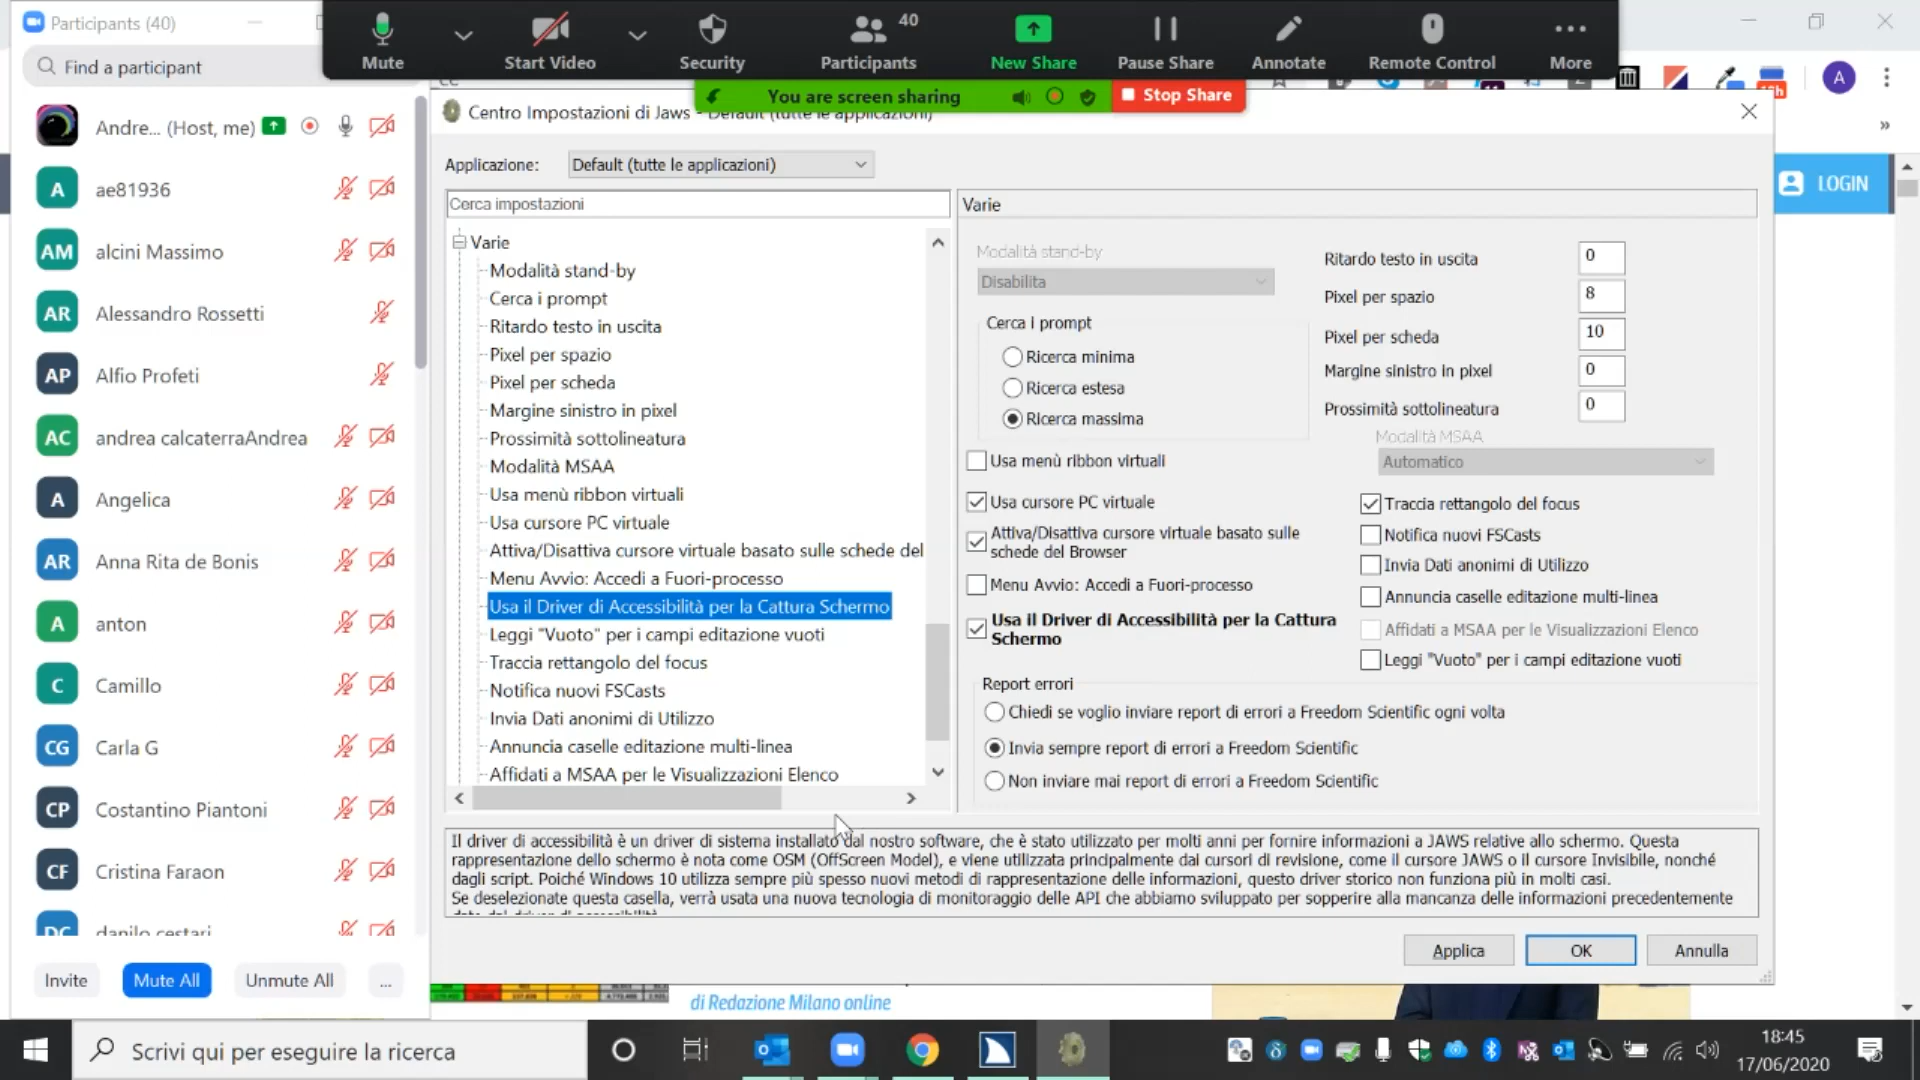 Participants (40)
Find a participant
Andre... (Host, me)
A ae81936
AM alcini Massimo
AR Alessandro Rossetti
AP Alfio Profeti
AC andrea calcaterraAndrea
A Angelica
AR Anna Rita de Bonis
A anton
C Camillo
CG Carla G
CP Costantino Piantoni
CF Cristina Faraon
DC danilo cestari
Invite
Mute All
Unmute All
...
Mute
Start Video
Security
40
Participants
New Share
Pause Share
Annotate
Remote Control
More
You are screen sharing
Stop Share
A
»
LOGIN
Centro Impostazioni di Jaws - Default (tutte le applicazioni)
Applicazione:
Default (tutte le applicazioni)
Cerca impostazioni
Varie
Modalità stand-by
Cerca i prompt
Ritardo testo in uscita
Pixel per spazio
Pixel per scheda
Margine sinistro in pixel
Prossimità sottolineatura
Modalità MSAA
Usa menù ribbon virtuali
Usa cursore PC virtuale
Attiva/Disattiva cursore virtuale basato sulle schede del
Menu Avvio: Accedi a Fuori-processo
Usa il Driver di Accessibilità per la Cattura Schermo
Leggi "Vuoto" per i campi editazione vuoti
Traccia rettangolo del focus
Notifica nuovi FSCasts
Invia Dati anonimi di Utilizzo
Annuncia caselle editazione multi-linea
Affidati a MSAA per le Visualizzazioni Elenco
Varie
Modalità stand-by
Disabilita
Cerca I prompt
Ricerca minima
Ricerca estesa
Ricerca massima
Ritardo testo in uscita 0
Pixel per spazio 8
Pixel per scheda 10
Margine sinistro in pixel 0
Prossimità sottolineatura 0
Modalità MSAA
Automatico
Usa menù ribbon virtuali
Usa cursore PC virtuale
Attiva/Disattiva cursore virtuale basato sulle
schede del Browser
Menu Avvio: Accedi a Fuori-processo
Usa il Driver di Accessibilità per la Cattura
Schermo
Traccia rettangolo del focus
Notifica nuovi FSCasts
Invia Dati anonimi di Utilizzo
Annuncia caselle editazione multi-linea
Affidati a MSAA per le Visualizzazioni Elenco
Leggi "Vuoto" per i campi editazione vuoti
Report errori
Chiedi se voglio inviare report di errori a Freedom Scientific ogni volta
Invia sempre report di errori a Freedom Scientific
Non inviare mai report di errori a Freedom Scientific
Il driver di accessibilità è un driver di sistema installato dal nostro software, che è stato utilizzato per molti anni per fornire informazioni a JAWS relative allo schermo. Questa
rappresentazione dello schermo è nota come OSM (OffScreen Model), e viene utilizzata principalmente dai cursori di revisione, come il cursore JAWS o il cursore Invisibile, nonché
dagli script. Poiché Windows 10 utilizza sempre più spesso nuovi metodi di rappresentazione delle informazioni, questo driver storico non funziona più in molti casi.
Se deselezionate questa casella, verrà usata una nuova tecnologia di monitoraggio delle API che abbiamo sviluppato per sopperire alla mancanza delle informazioni precedentemente
Applica
OK
Annulla
di Redazione Milano online
Scrivi qui per eseguire la ricerca
18:45
17/06/2020